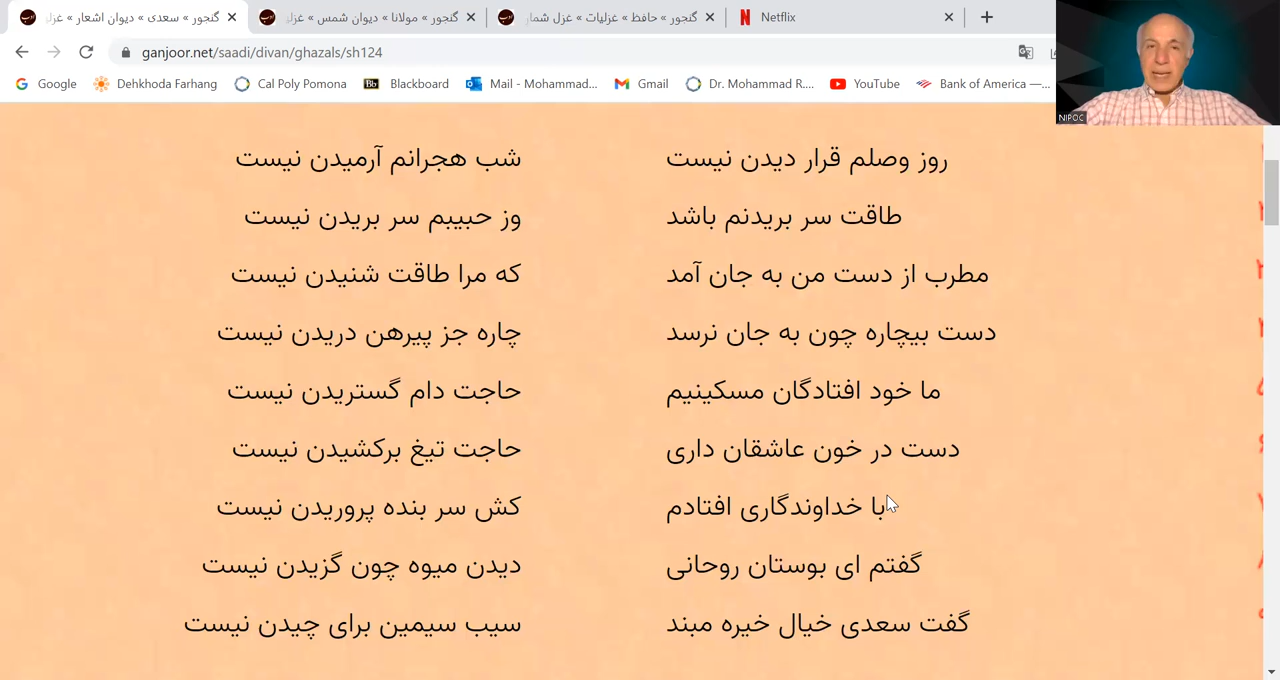 گنجور » سعدی » دیوان اشعار » غزل
گنجور » مولانا » دیوان شمس » غزل
گنجور » حافظ » غزلیات » غزل شما
Netflix
ganjoor.net/saadi/divan/ghazals/sh124
Google Dehkhoda Farhang Cal Poly Pomona Bb Blackboard Mail - Mohammad... Gmail Dr. Mohammad R.... YouTube Bank of America —...
NIPOC
روز وصلم قرار دیدن نیست شب هجرانم آرمیدن نیست
طاقت سر بریدنم باشد وز حبیبم سر بریدن نیست
مطرب از دست من به جان آمد که مرا طاقت شنیدن نیست
دست بیچاره چون به جان نرسد چاره جز پیرهن دریدن نیست
ما خود افتادگان مسکینیم حاجت دام گستریدن نیست
دست در خون عاشقان داری حاجت تیغ برکشیدن نیست
با خداوندگاری افتادم کش سر بنده پروریدن نیست
گفتم ای بوستان روحانی دیدن میوه چون گزیدن نیست
گفت سعدی خیال خیره مبند سیب سیمین برای چیدن نیست